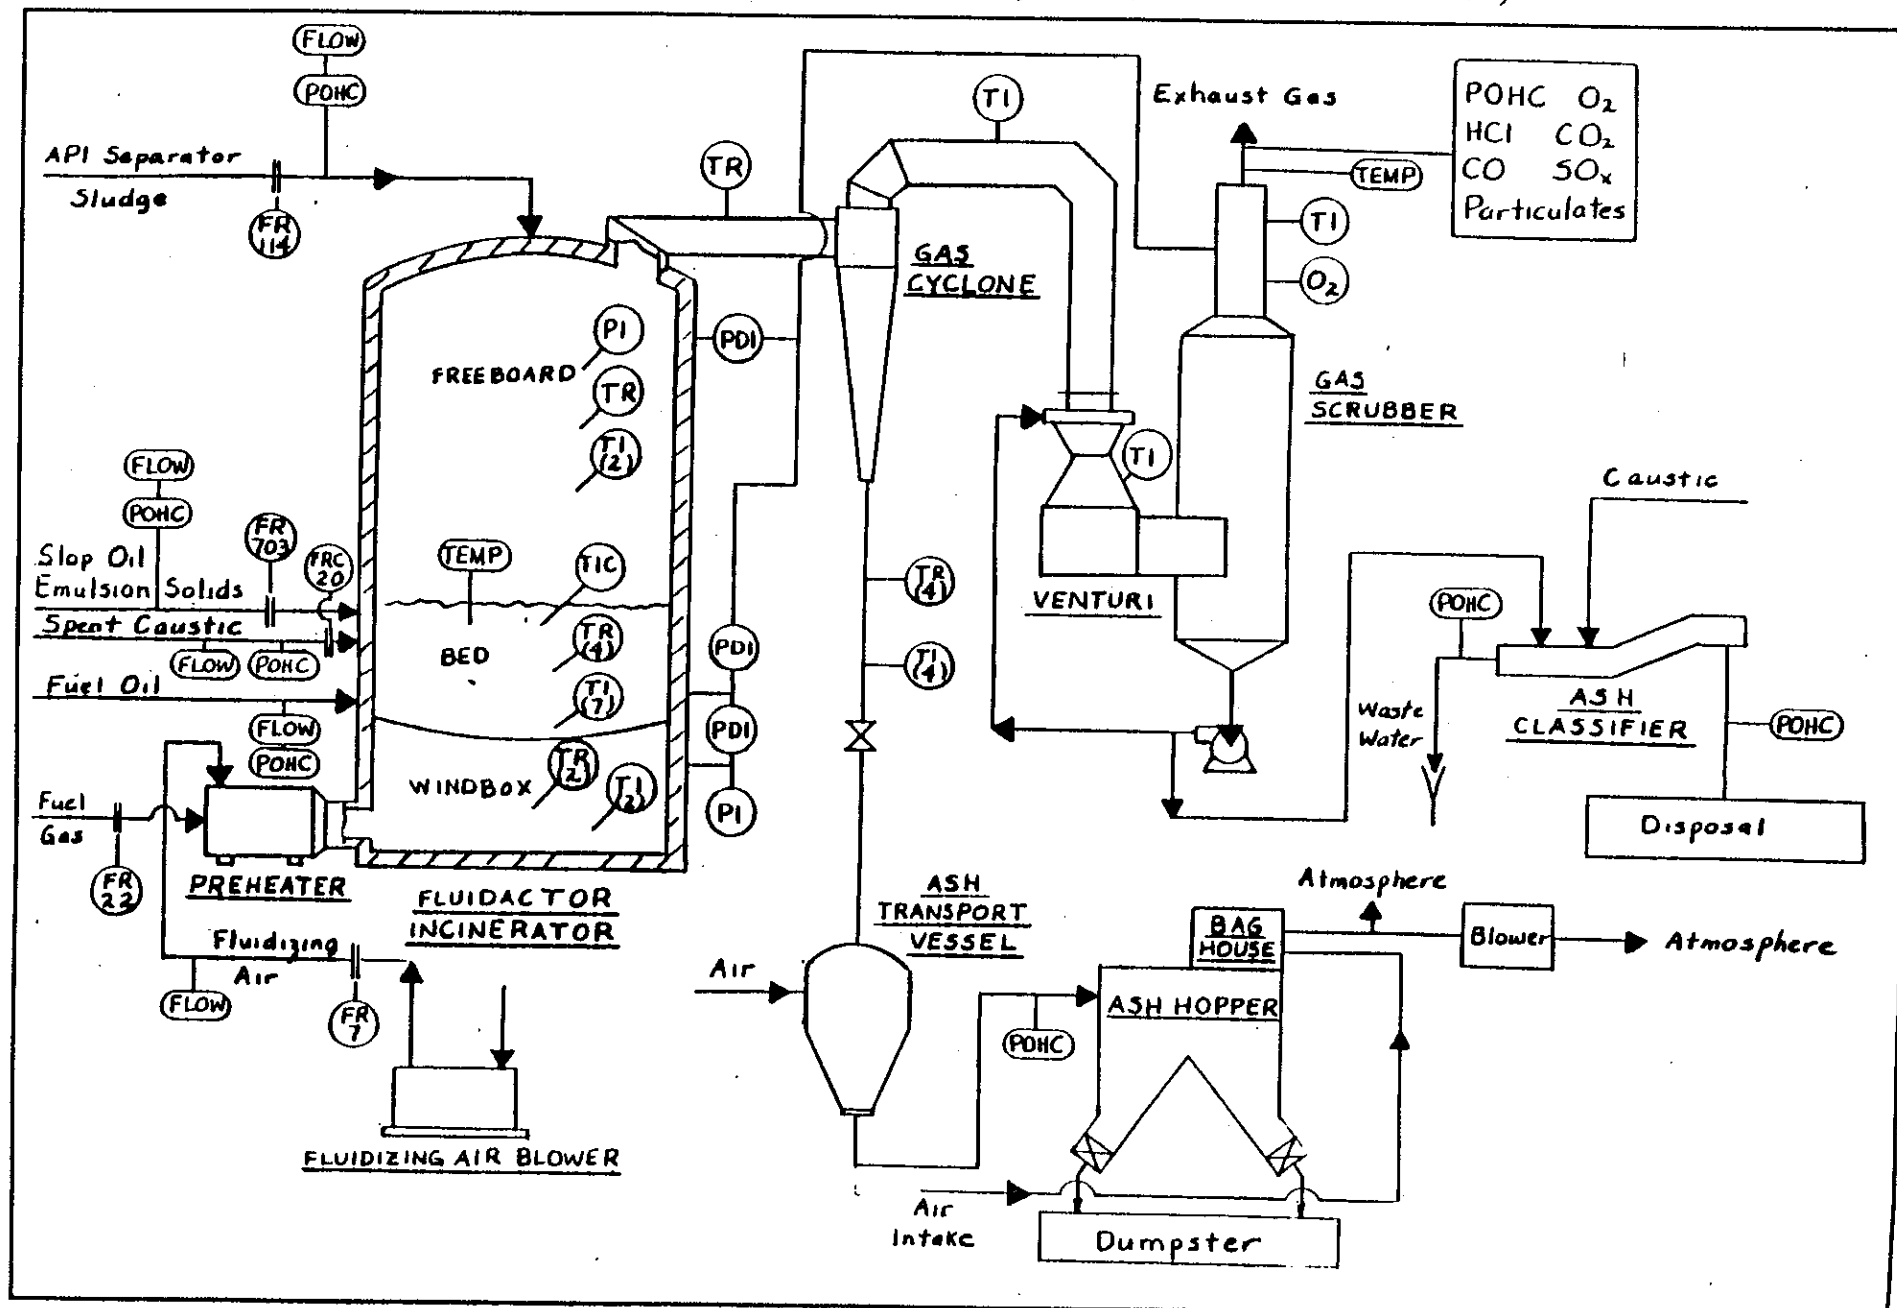 FLOW
POHC
API Separator
Sludge
FR
114
TR
TI
Exhaust Gas
POHC O₂
HCl CO₂
CO SOₓ
Particulates
TEMP
TI
O₂
GAS
CYCLONE
PI
FREEBOARD
PDI
TR
TI
(2)
GAS
SCRUBBER
FLOW
POHC
TI
Caustic
FR
703
FRC
20
Slop Oil
Emulsion Solids
TEMP
TIC
TR
(4)
VENTURI
POHC
Spent Caustic
FLOW
POHC
BED
TR
(4)
PDI
TI
(4)
Fuel Oil
TI
(7)
FLOW
PDI
POHC
Waste
Water
ASH
CLASSIFIER
POHC
WINDBOX
TR
(2)
TI
(2)
PI
Fuel
Gas
FR
22
PREHEATER
Disposal
FLUIDACTOR
INCINERATOR
ASH
TRANSPORT
VESSEL
Atmosphere
BAG
HOUSE
Blower
Atmosphere
Fluidizing
Air
FLOW
FR
7
Air
ASH HOPPER
POHC
FLUIDIZING AIR BLOWER
Air
Intake
Dumpster